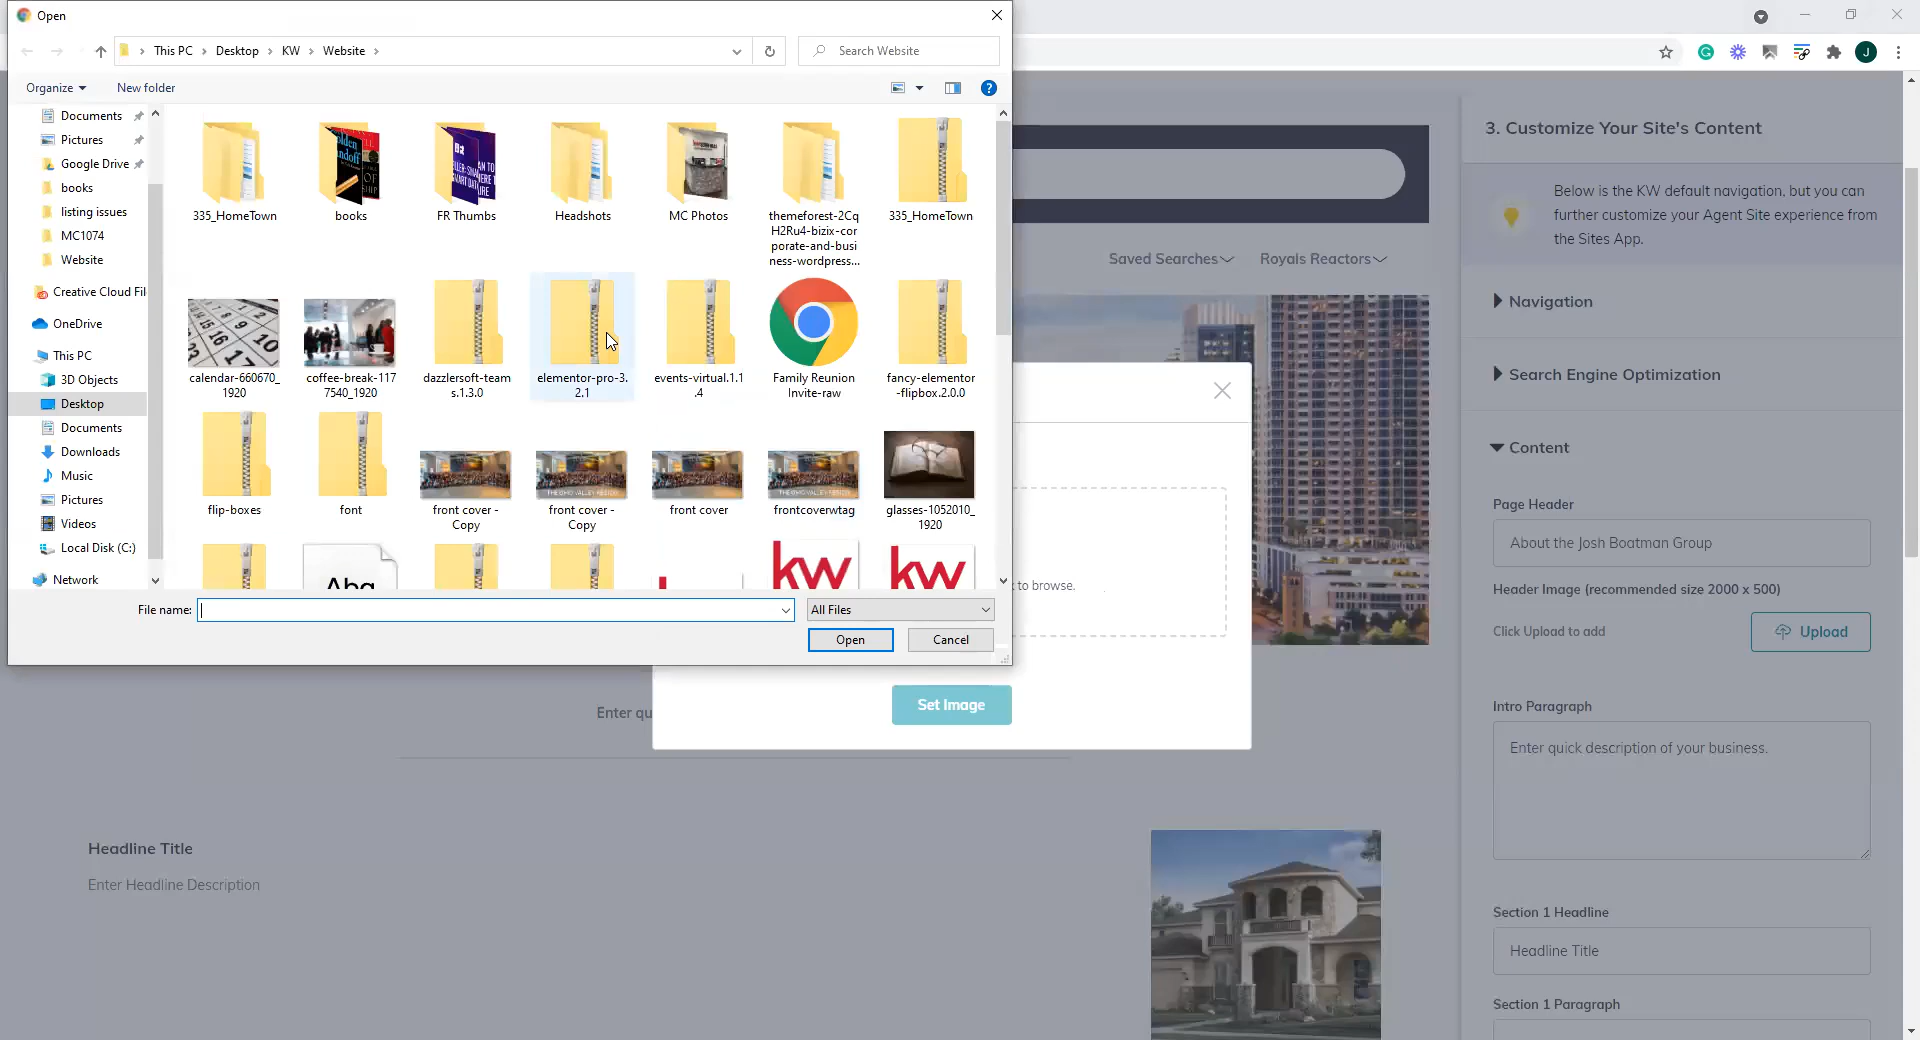 Open
This PC
Desktop
KW
Website
Search Website
Organize
New folder
Documents
Pictures
Google Drive
books
listing issues
MC1074
Website
Creative Cloud Fil
OneDrive
This PC
3D Objects
Desktop
Documents
Downloads
Music
Pictures
Videos
Local Disk (C:)
Network
335_HomeTown
books
FR Thumbs
Headshots
MC Photos
themeforest-2Cq
H2Ru4-bizix-cor
porate-and-busi
ness-wordpress...
335_HomeTown
calendar-660670_
1920
coffee-break-117
7540_1920
dazzlersoft-team
s.1.3.0
elementor-pro-3.
2.1
events-virtual.1.1
.4
Family Reunion
Invite-raw
fancy-elementor
-flipbox.2.0.0
flip-boxes
font
front cover -
Copy
front cover -
Copy
front cover
frontcoverwtag
glasses-1052010_
1920
Abg
kw
kw
File name:
All Files
Open
Cancel
J
Saved Searches
Royals Reactors
to browse.
Set Image
Enter qu
Headline Title
Enter Headline Description
3. Customize Your Site's Content
Below is the KW default navigation, but you can
further customize your Agent Site experience from
the Sites App.
Navigation
Search Engine Optimization
Content
Page Header
About the Josh Boatman Group
Header Image (recommended size 2000 x 500)
Click Upload to add
Upload
Intro Paragraph
Enter quick description of your business.
Section 1 Headline
Headline Title
Section 1 Paragraph